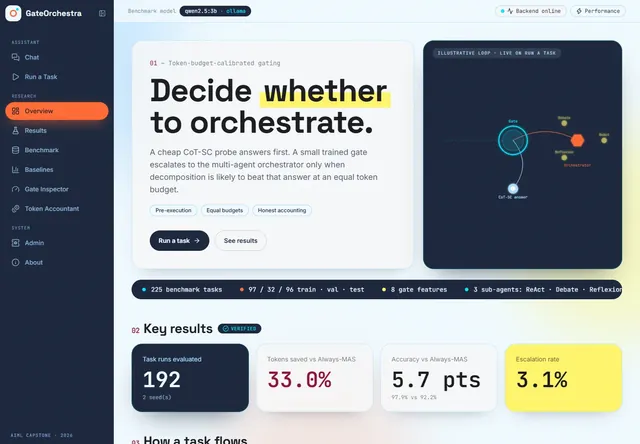 GateOrchestra
Benchmark model
qwen2.5:3b · ollama
Backend online
Performance
ASSISTANT
Chat
Run a Task
RESEARCH
Overview
Results
Benchmark
Baselines
Gate Inspector
Token Accountant
SYSTEM
Admin
About
AIML CAPSTONE · 2026
01 — Token-budget-calibrated gating
Decide whether
to orchestrate.
A cheap CoT-SC probe answers first. A small trained gate
escalates to the multi-agent orchestrator only when
decomposition is likely to beat that answer at an equal token
budget.
Pre-execution
Equal budgets
Honest accounting
Run a task →
See results
ILLUSTRATIVE LOOP · LIVE ON RUN A TASK
Gate
Debate
React
Reflexion
Orchestrator
CoT-SC answer
225 benchmark tasks
97 / 32 / 96 train · val · test
8 gate features
3 sub-agents: ReAct · Debate · Reflexion
02 Key results
VERIFIED
Task runs evaluated
192
2 seed(s)
Tokens saved vs Always-MAS
33.0%
Accuracy vs Always-MAS
5.7 pts
97.9% vs 92.2%
Escalation rate
3.1%
03 How a task flows